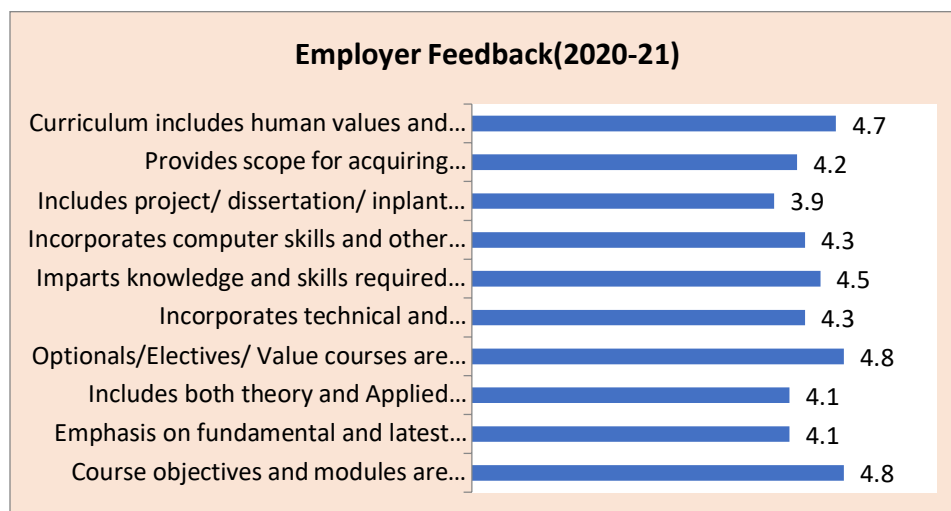 Employer Feedback(2020-21)
Curriculum includes human values and... 4.7
Provides scope for acquiring... 4.2
Includes project/ dissertation/ inplant... 3.9
Incorporates computer skills and other... 4.3
Imparts knowledge and skills required... 4.5
Incorporates technical and... 4.3
Optionals/Electives/ Value courses are... 4.8
Includes both theory and Applied... 4.1
Emphasis on fundamental and latest... 4.1
Course objectives and modules are... 4.8